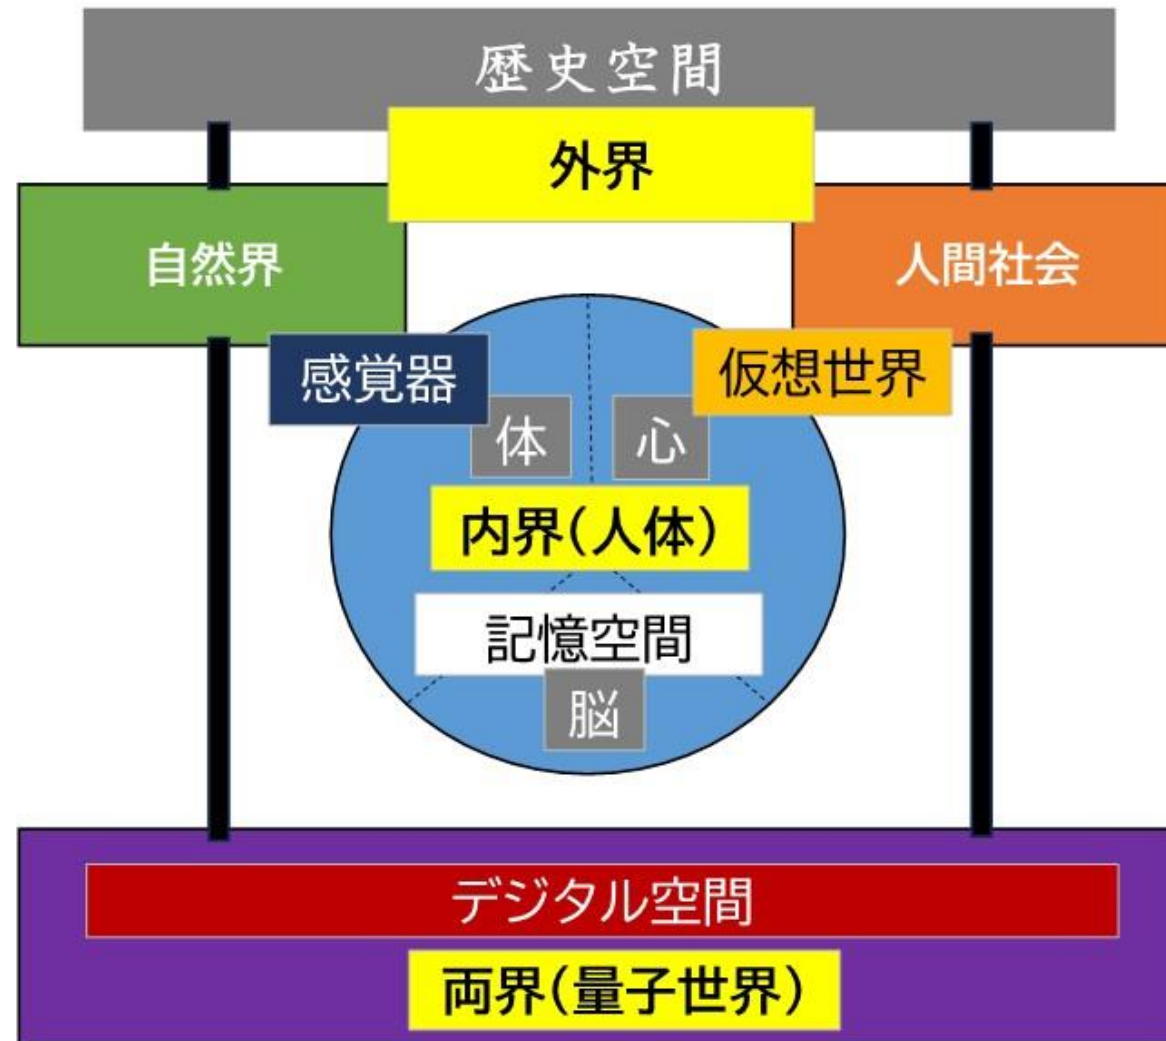 歴史空間
外界
自然界
人間社会
感覚器
仮想世界
体
心
内界(人体)
記憶空間
脳
デジタル空間
両界(量子世界)